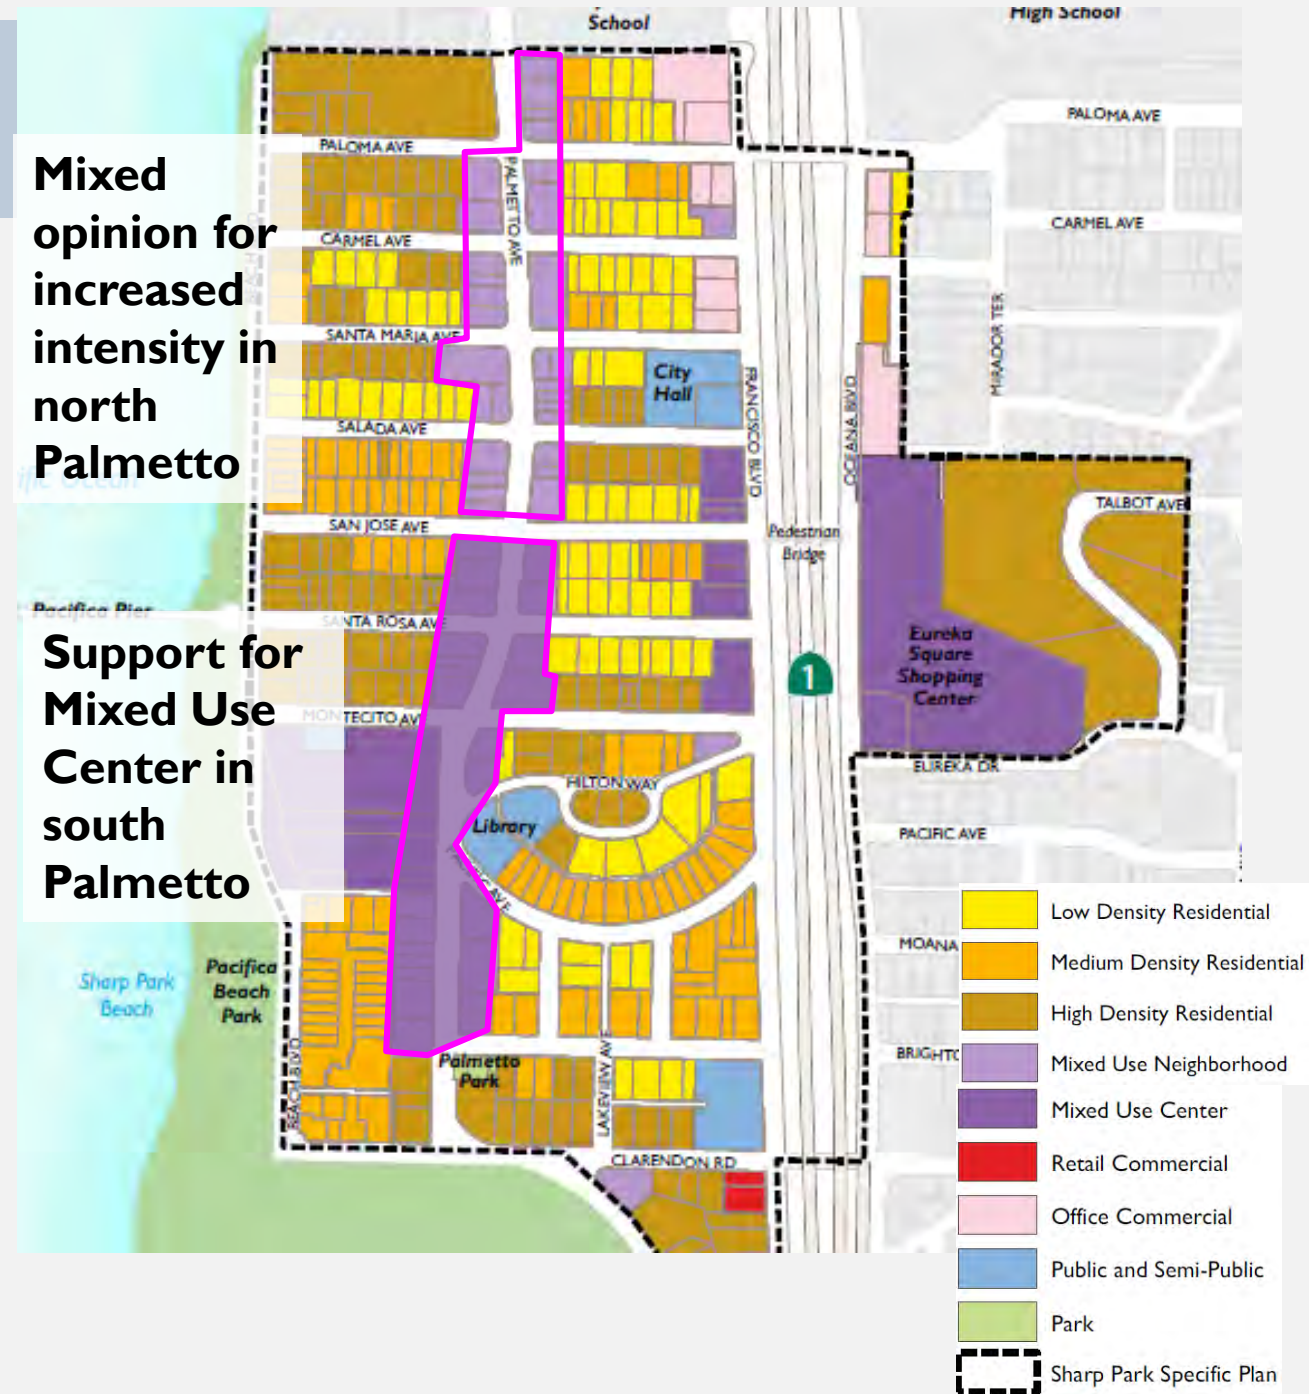 School
High School
PALOMA AVE
PALOMA AVE
Mixed
opinion for
increased
intensity in
north
Palmetto
PALMETTO AVE
CARMEL AVE
CARMEL AVE
SANTA MARIA AVE
MIRADOR TER
City
Hall
FRANCISCO BLVD
OCEANA BLVD
SALADA AVE
Ocean
TALBOT AVE
SAN JOSE AVE
Pedestrian
Bridge
Pacifica Pier
SANTA ROSA AVE
Support for
Mixed Use
Center in
south
Palmetto
Eureka
Square
Shopping
Center
1
MONTECITO AV
EUREKA DR
HILTON WAY
Library
PACIFIC AVE
AVE
Low Density Residential
MOANA
Medium Density Residential
Sharp Park
Beach
Pacifica
Beach
Park
High Density Residential
BEACH BLVD
Palmetto
Park
LAKEVIEW AVE
BRIGHTO
Mixed Use Neighborhood
Mixed Use Center
CLARENDON RD
Retail Commercial
Office Commercial
Public and Semi-Public
Park
Sharp Park Specific Plan